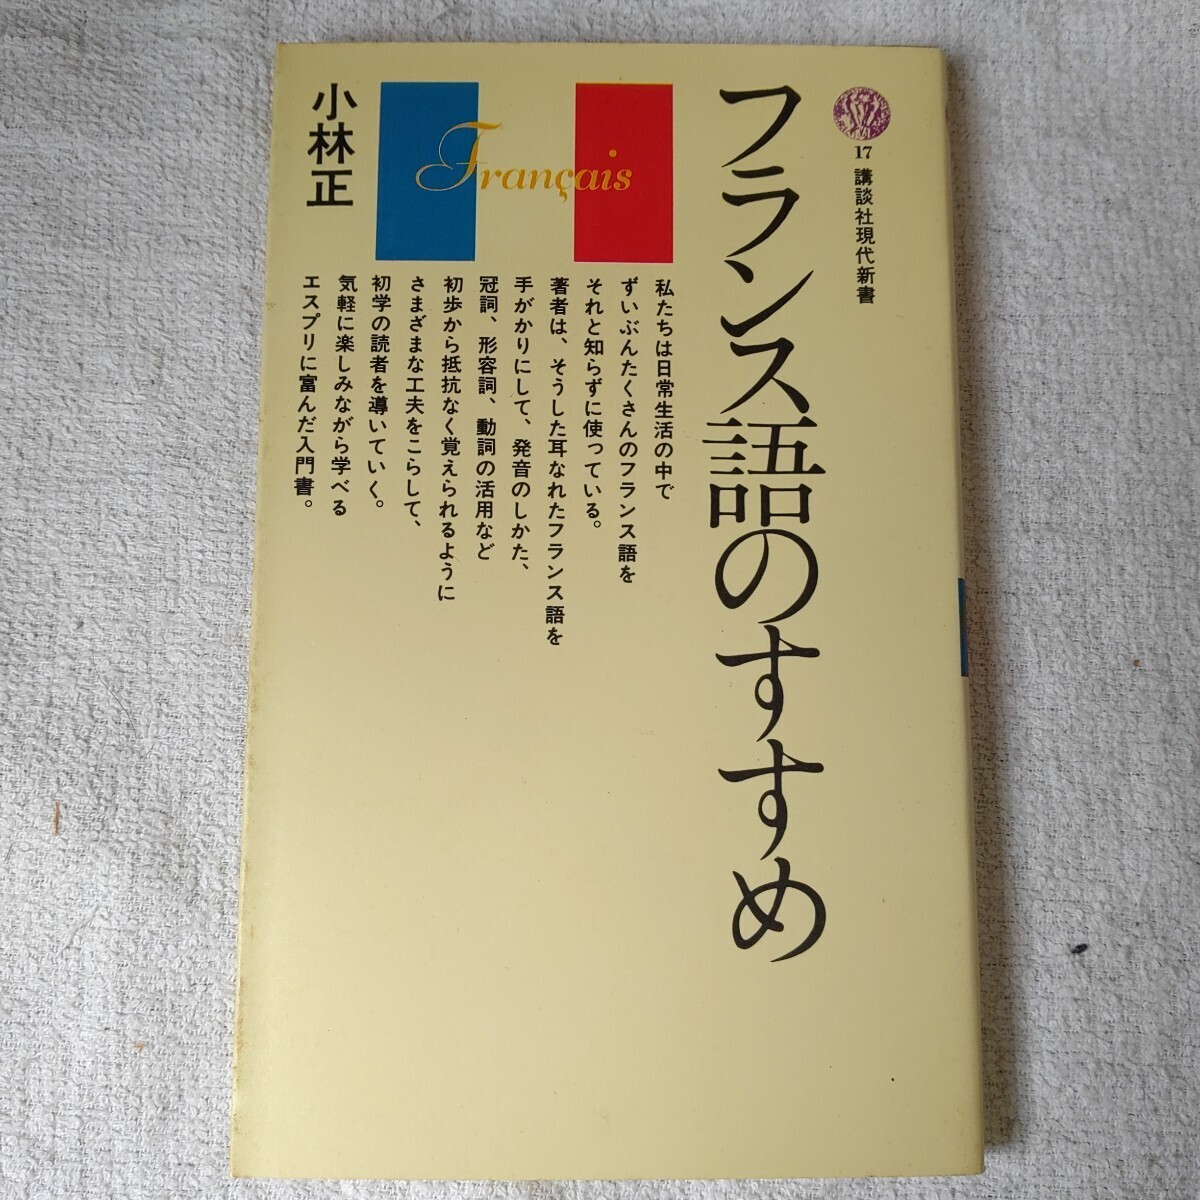 17 講談社現代新書
フランス語のすすめ
Français
小林正
私たちは日常生活の中で
ずいぶんたくさんのフランス語を
それと知らずに使っている。
著者は、そうした耳なれたフランス語を
手がかりにして、発音のしかた、
冠詞、形容詞、動詞の活用など
初歩から抵抗なく覚えられるように
さまざまな工夫をこらして、
初学の読者を導いていく。
気軽に楽しみながら学べる
エスプリに富んだ入門書。